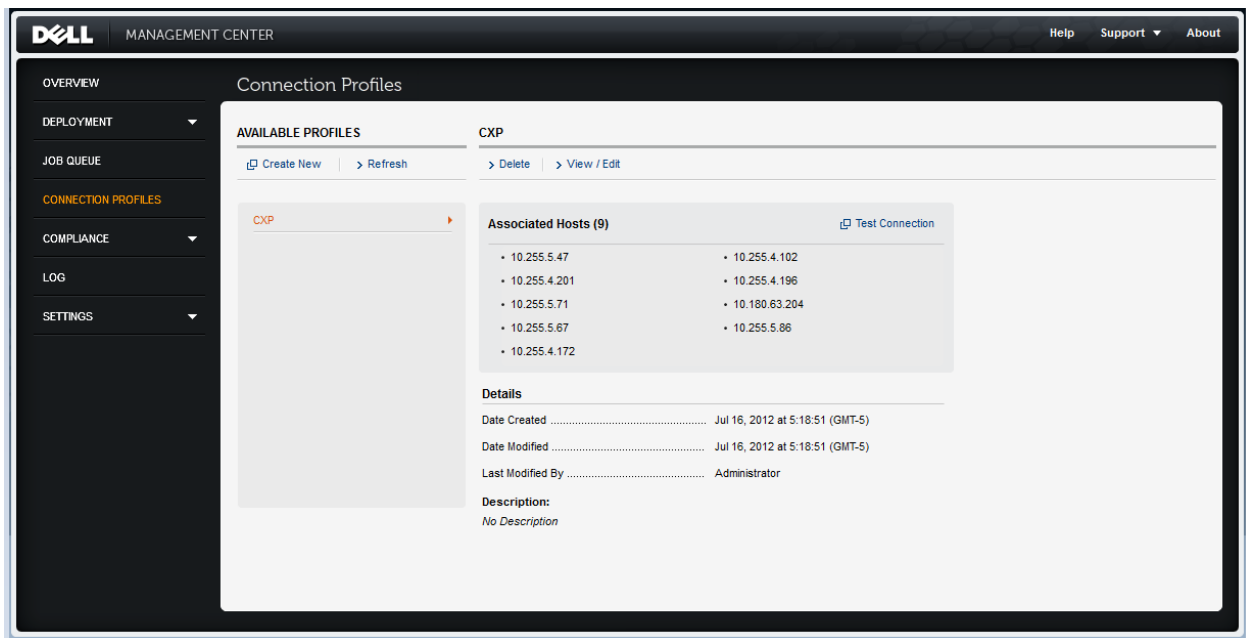 DELL MANAGEMENT CENTER
Help Support About
OVERVIEW
DEPLOYMENT
JOB QUEUE
CONNECTION PROFILES
COMPLIANCE
LOG
SETTINGS
Connection Profiles
AVAILABLE PROFILES
Create New Refresh
CXP
CXP
Delete View / Edit
Associated Hosts (9) Test Connection
• 10.255.5.47 • 10.255.4.102
• 10.255.4.201 • 10.255.4.196
• 10.255.5.71 • 10.180.63.204
• 10.255.5.67 • 10.255.5.86
• 10.255.4.172
Details
Date Created ................................................... Jul 16, 2012 at 5:18:51 (GMT-5)
Date Modified .................................................. Jul 16, 2012 at 5:18:51 (GMT-5)
Last Modified By ............................................. Administrator
Description:
No Description